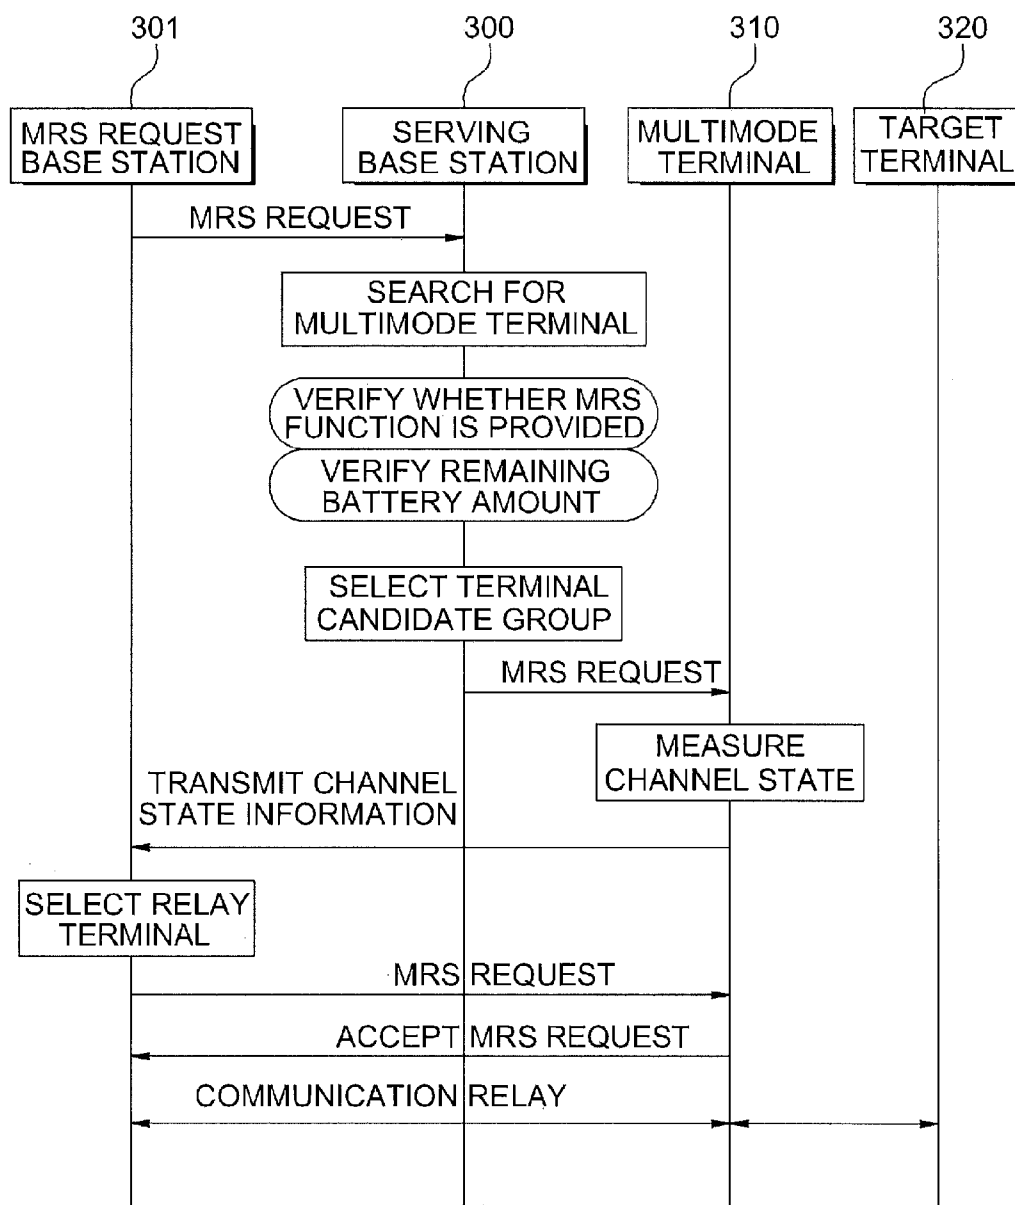 301
300
310
320
MRS REQUEST
BASE STATION
SERVING
BASE STATION
MULTIMODE
TERMINAL
TARGET
TERMINAL
MRS REQUEST
SEARCH FOR
MULTIMODE TERMINAL
VERIFY WHETHER MRS
FUNCTION IS PROVIDED
VERIFY REMAINING
BATTERY AMOUNT
SELECT TERMINAL
CANDIDATE GROUP
MRS REQUEST
MEASURE
CHANNEL STATE
TRANSMIT CHANNEL
STATE INFORMATION
SELECT RELAY
TERMINAL
MRS REQUEST
ACCEPT MRS REQUEST
COMMUNICATION RELAY